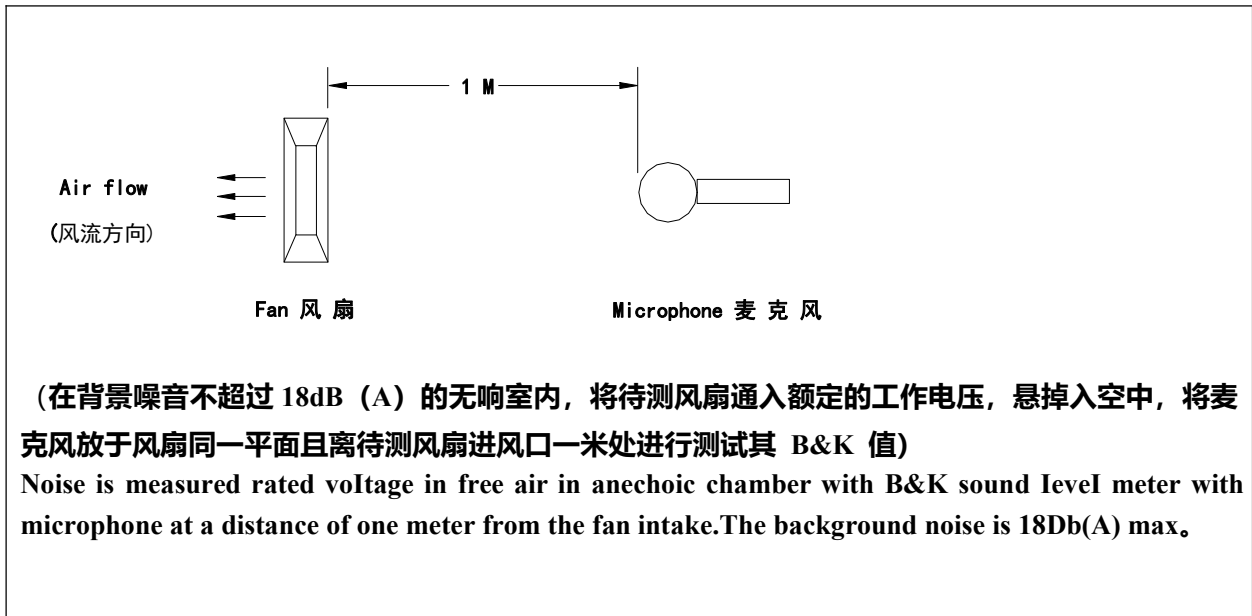 1 M
Air flow
(风流方向)
Fan 风 扇
Microphone 麦 克 风
（在背景噪音不超过 18dB（A）的无响室内，将待测风扇通入额定的工作电压，悬掉入空中，将麦
克风放于风扇同一平面且离待测风扇进风口一米处进行测试其 B&K 值)
Noise is measured rated voItage in free air in anechoic chamber with B&K sound IeveI meter with
microphone at a distance of one meter from the fan intake.The background noise is 18Db(A) max。